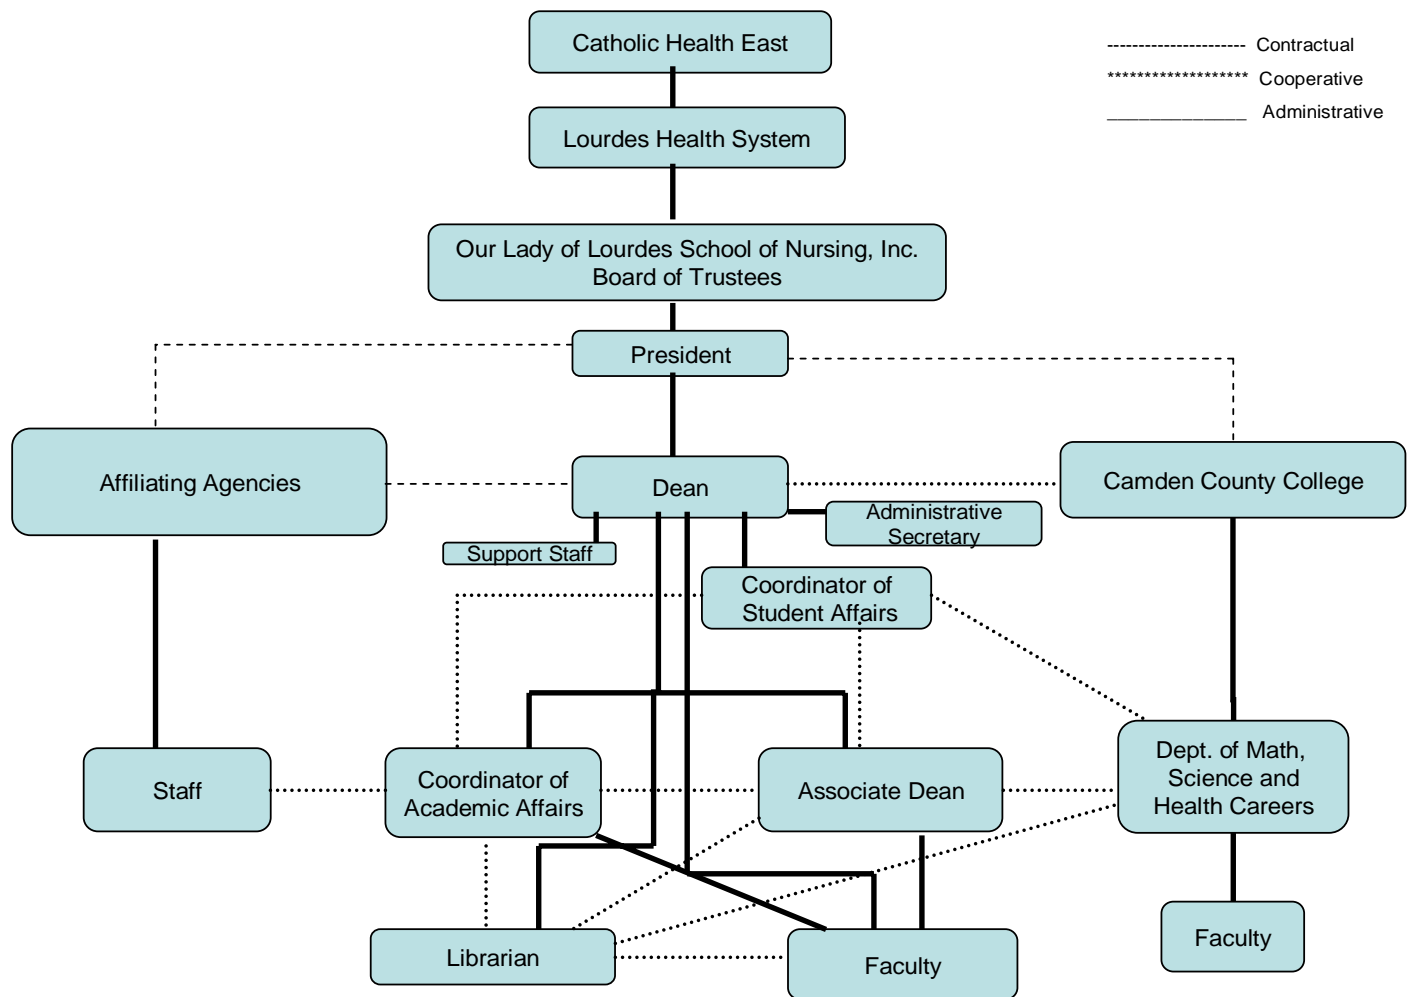 Catholic Health East
---------------------- Contractual
******************* Cooperative
_____________ Administrative
Lourdes Health System
Our Lady of Lourdes School of Nursing, Inc.
Board of Trustees
President
Affiliating Agencies
Dean
Camden County College
Administrative
Secretary
Support Staff
Coordinator of
Student Affairs
Staff
Coordinator of
Academic Affairs
Associate Dean
Dept. of Math,
Science and
Health Careers
Librarian
Faculty
Faculty